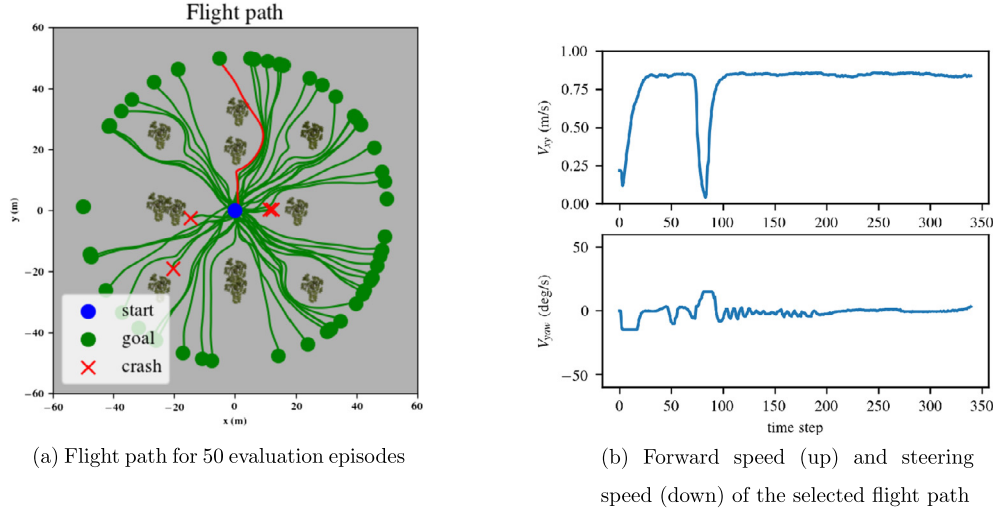 Flight path
60
40
20
0
−20
−40
−60
y (m)
start
goal
crash
−60 −40 −20 0 20 40 60
x (m)
(a) Flight path for 50 evaluation episodes
1.00
0.75
0.50
0.25
0.00
Vxy (m/s)
0 50 100 150 200 250 300 350
50
0
−50
Vyaw (deg/s)
0 50 100 150 200 250 300 350
time step
(b) Forward speed (up) and steering
speed (down) of the selected flight path